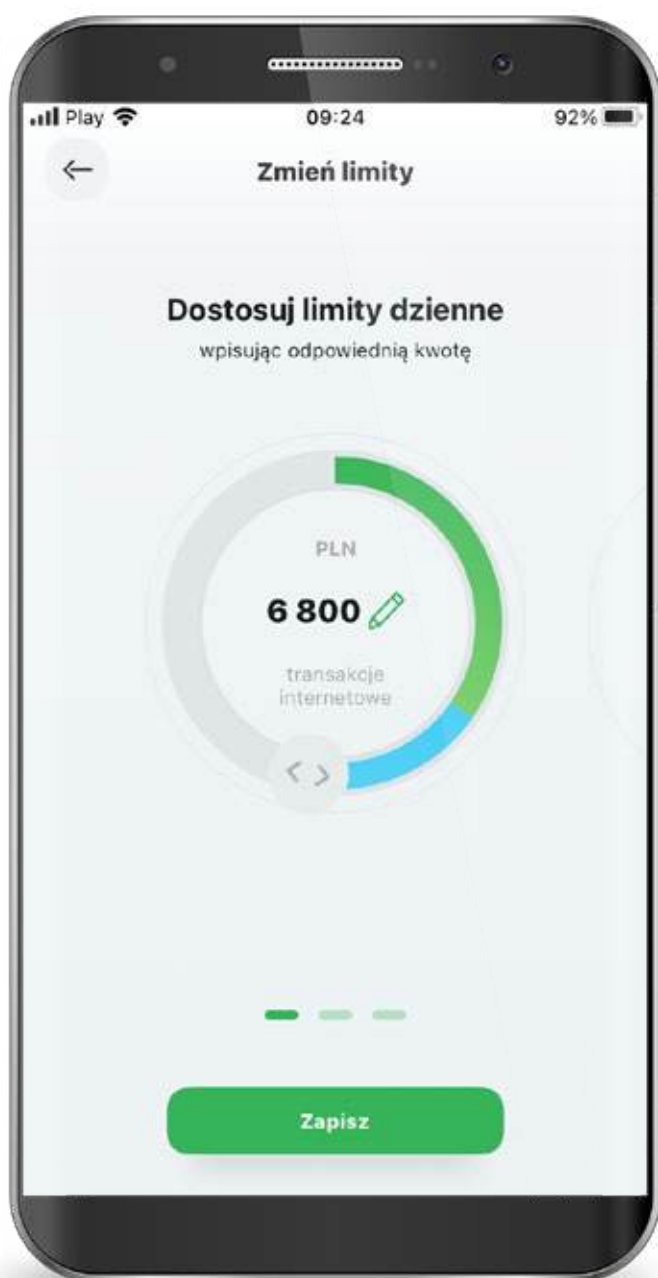 Play
09:24
92%
Zmień limity
Dostosuj limity dzienne
wpisując odpowiednią kwotę
PLN
6 800
transakcje
internetowe
Zapisz